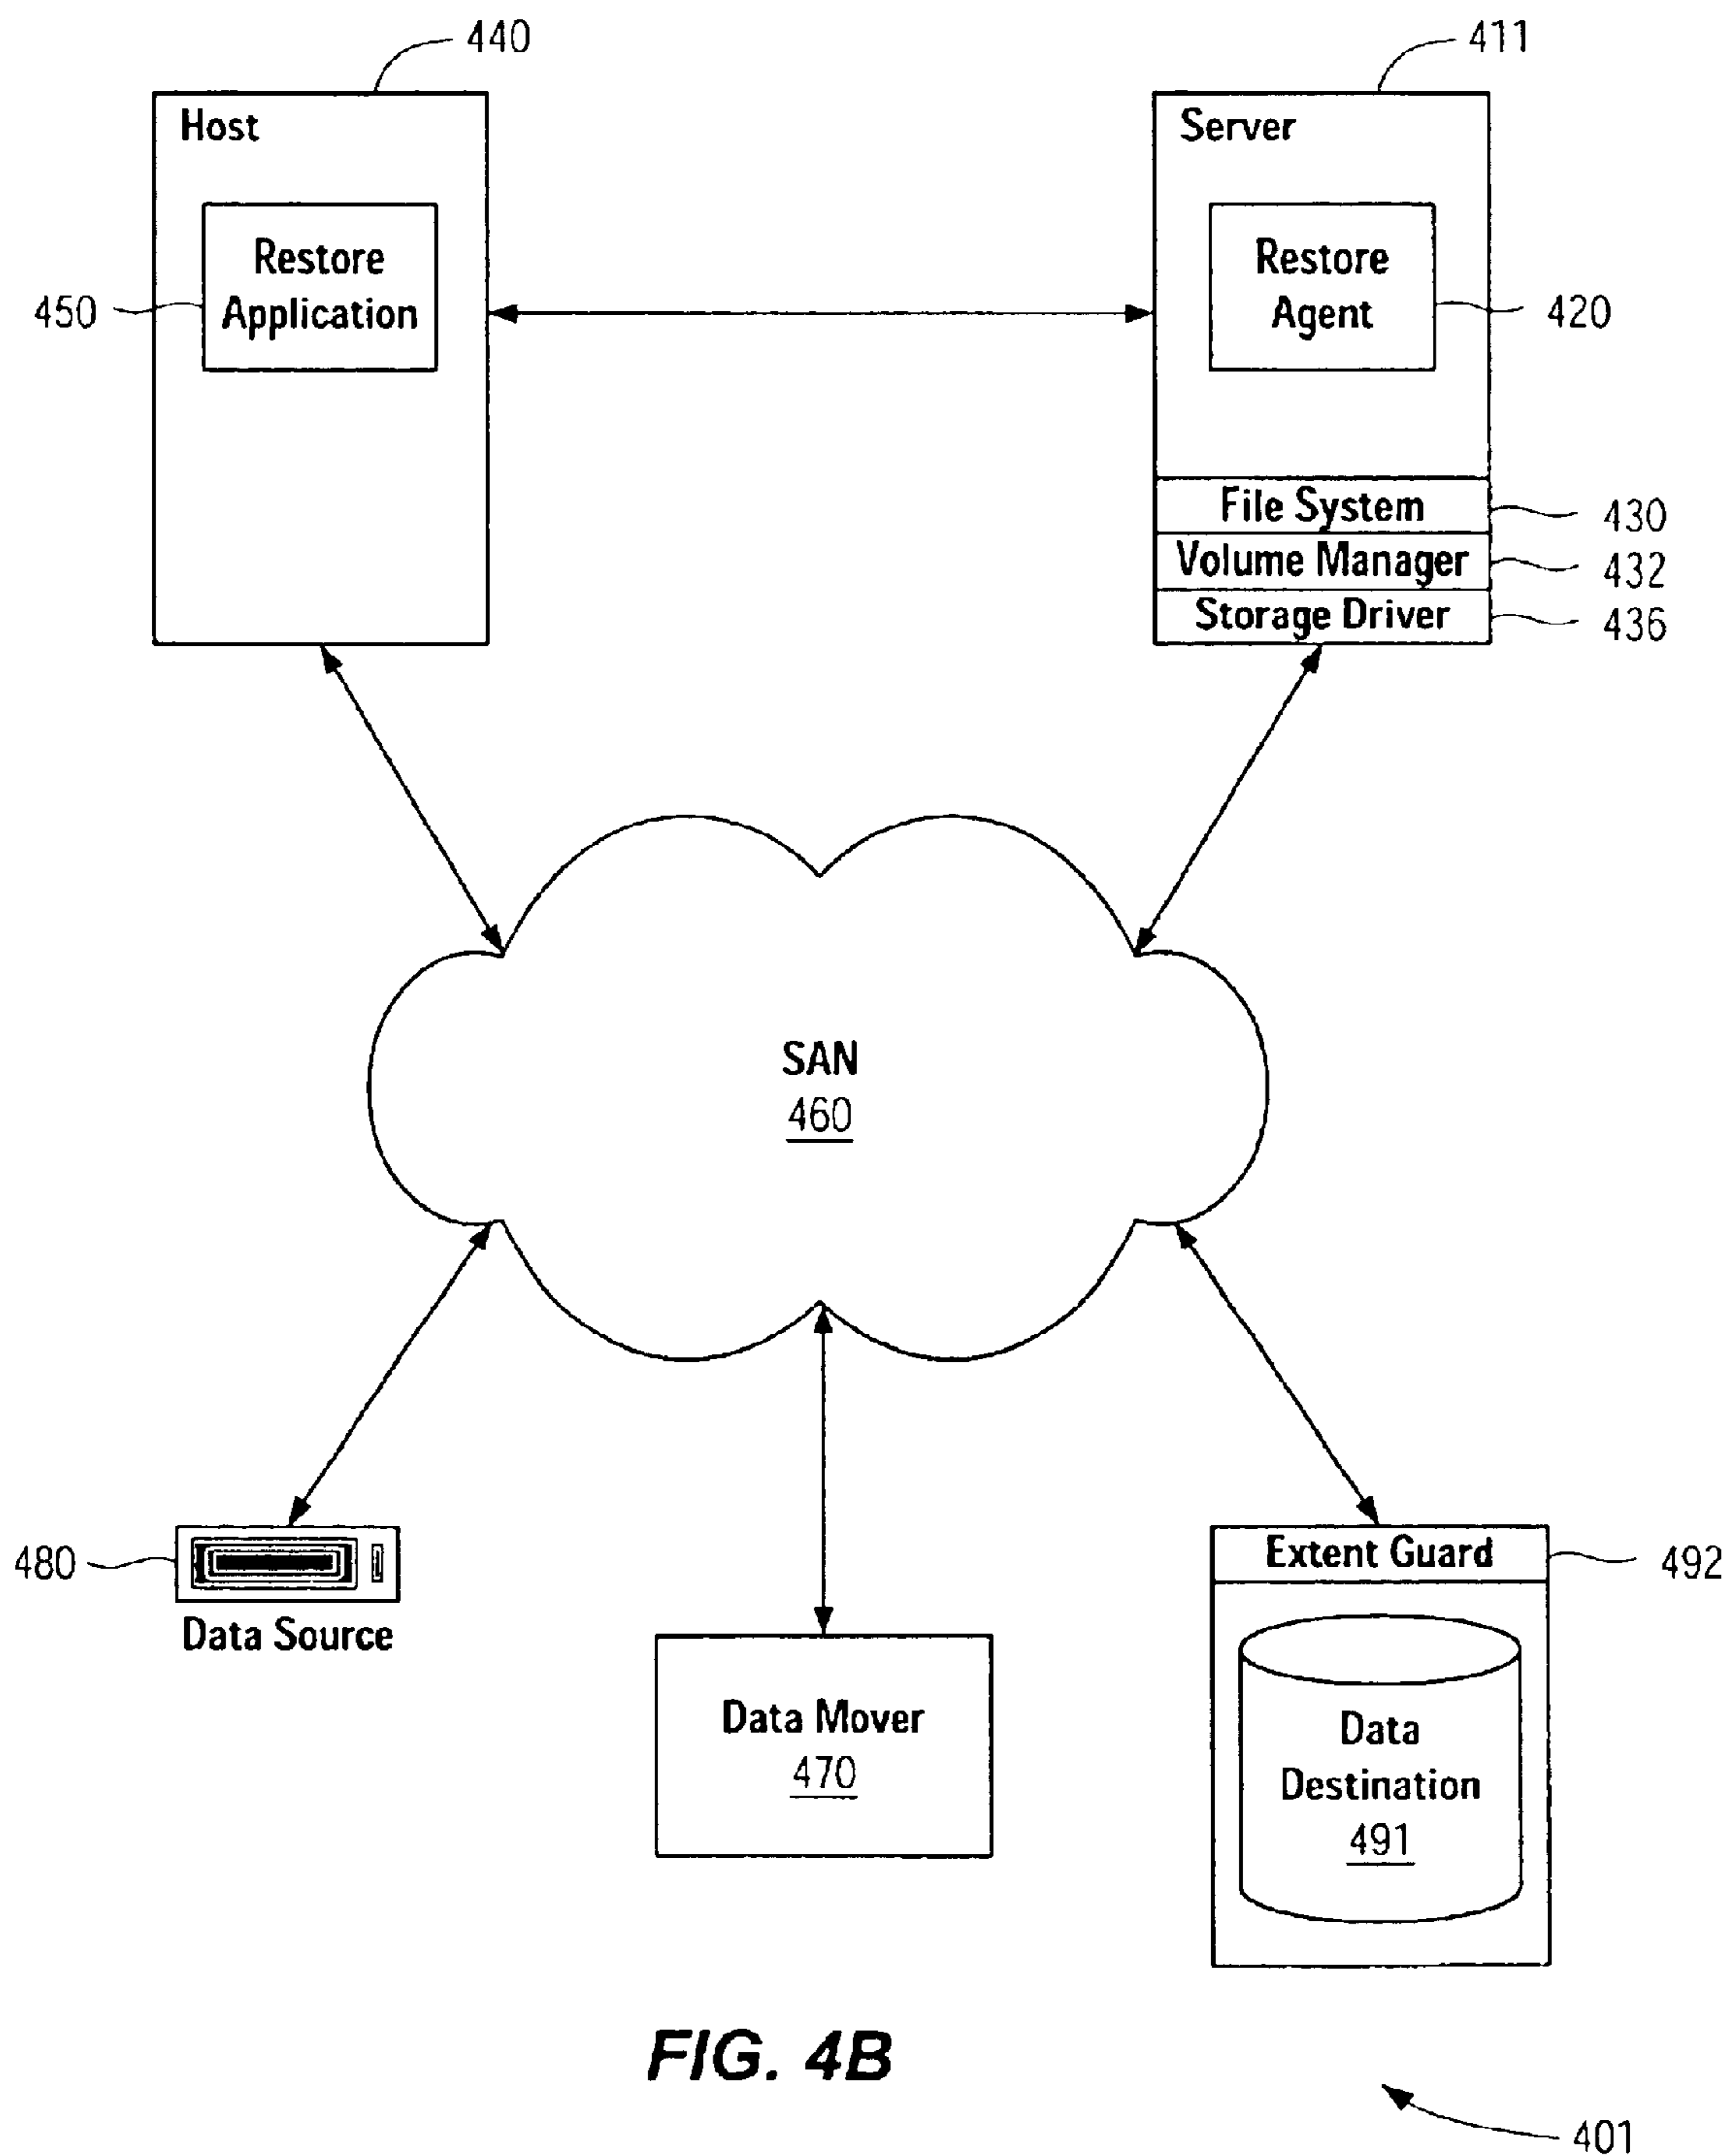 440
411
Host
Server
Restore
Application
450
Restore
Agent
420
File System
430
Volume Manager
432
Storage Driver
436
SAN
460
480
Data Source
Extent Guard
492
Data Mover
470
Data
Destination
491
FIG. 4B
401